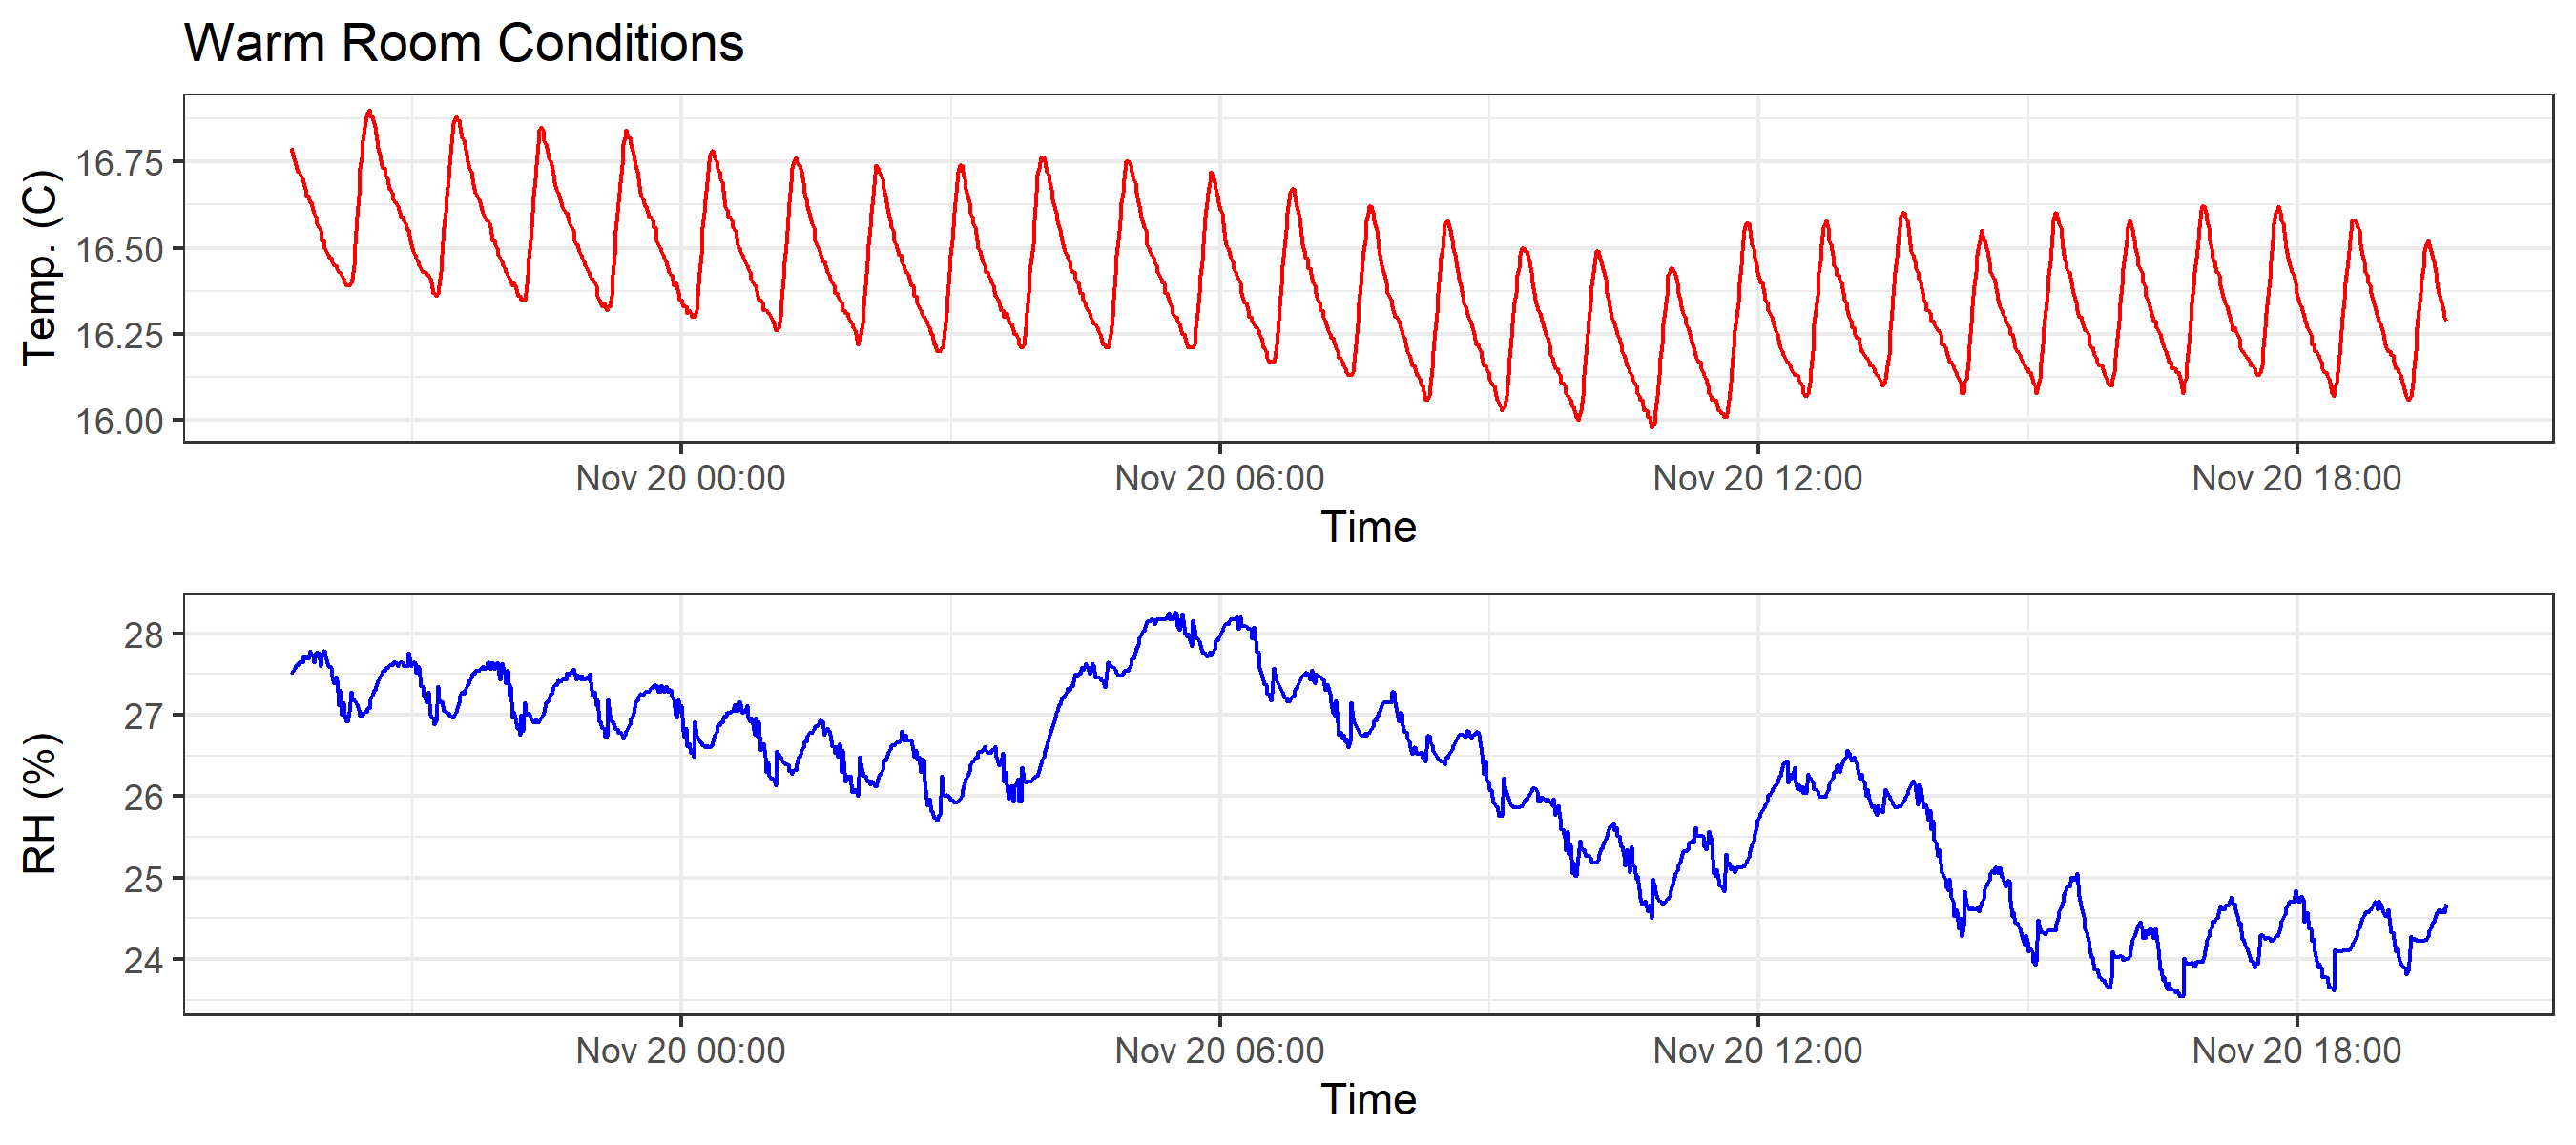 Warm Room Conditions
Temp. (C)
16.75
16.50
16.25
16.00
Nov 20 00:00 Nov 20 06:00 Nov 20 12:00 Nov 20 18:00
Time
RH (%)
28
27
26
25
24
Nov 20 00:00 Nov 20 06:00 Nov 20 12:00 Nov 20 18:00
Time